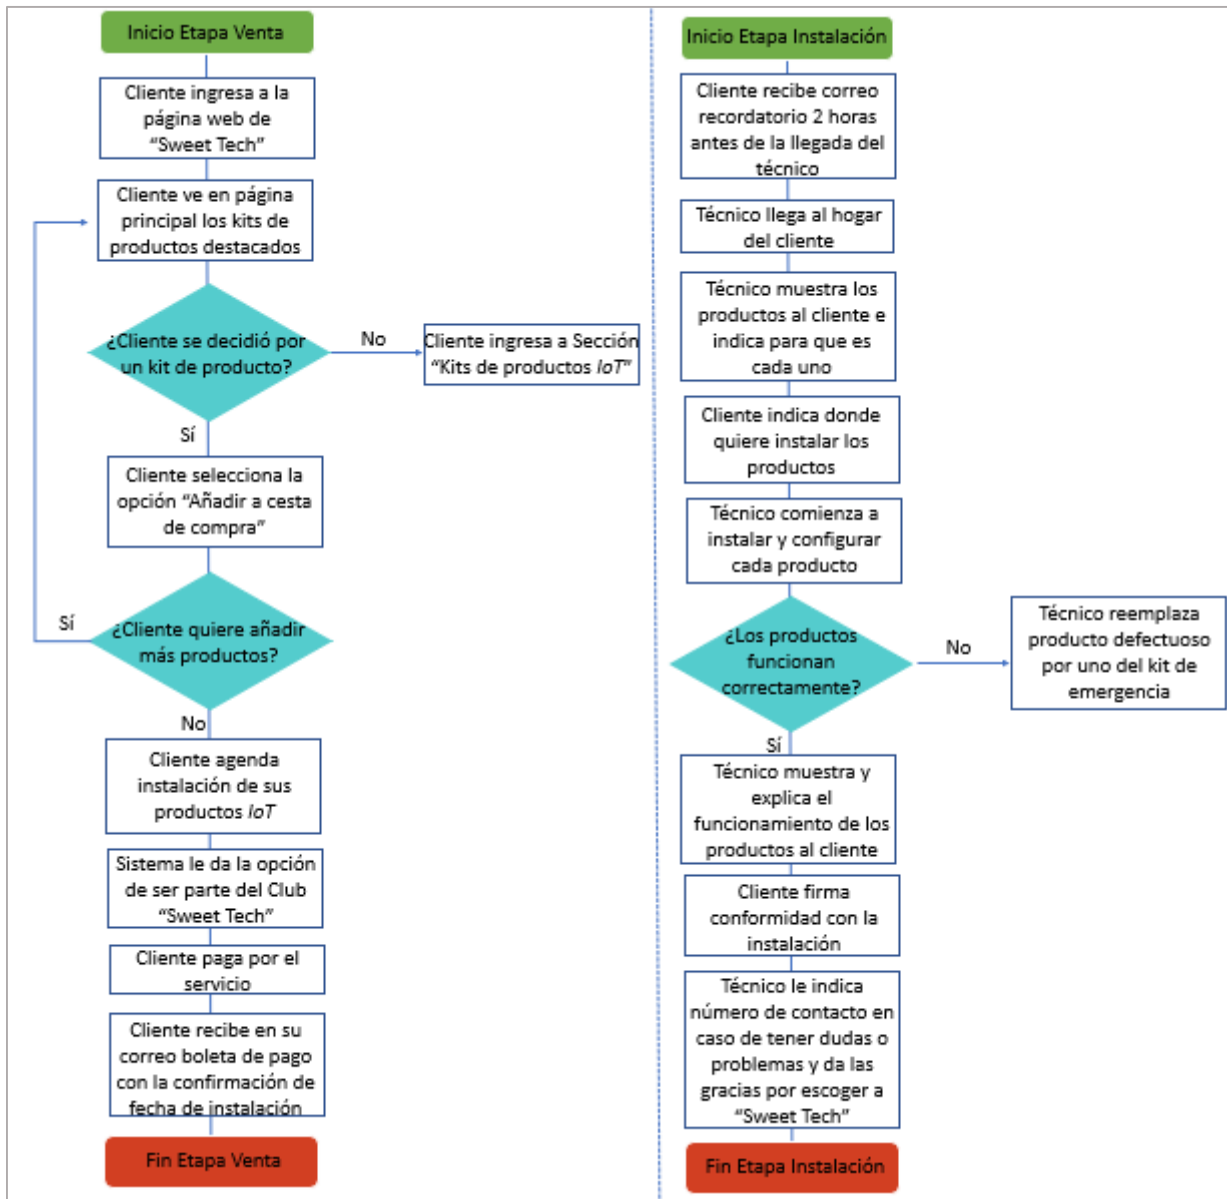 Inicio Etapa Venta
Cliente ingresa a la
página web de
“Sweet Tech”
Cliente ve en página
principal los kits de
productos destacados
¿Cliente se decidió por
un kit de producto?
No
Cliente ingresa a Sección
“Kits de productos IoT”
Sí
Cliente selecciona la
opción “Añadir a cesta
de compra”
¿Cliente quiere añadir
más productos?
Sí
No
Cliente agenda
instalación de sus
productos IoT
Sistema le da la opción
de ser parte del Club
“Sweet Tech”
Cliente paga por el
servicio
Cliente recibe en su
correo boleta de pago
con la confirmación de
fecha de instalación
Fin Etapa Venta
Inicio Etapa Instalación
Cliente recibe correo
recordatorio 2 horas
antes de la llegada del
técnico
Técnico llega al hogar
del cliente
Técnico muestra los
productos al cliente e
indica para que es
cada uno
Cliente indica donde
quiere instalar los
productos
Técnico comienza a
instalar y configurar
cada producto
¿Los productos
funcionan
correctamente?
No
Técnico reemplaza
producto defectuoso
por uno del kit de
emergencia
Sí
Técnico muestra y
explica el
funcionamiento de los
productos al cliente
Cliente firma
conformidad con la
instalación
Técnico le indica
número de contacto en
caso de tener dudas o
problemas y da las
gracias por escoger a
“Sweet Tech”
Fin Etapa Instalación